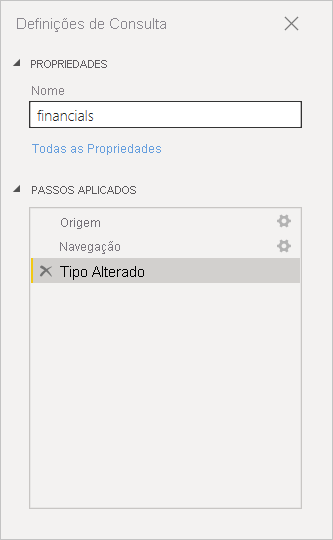 Definições de Consulta
PROPRIEDADES
Nome
financials
Todas as Propriedades
PASSOS APLICADOS
Origem
Navegação
Tipo Alterado